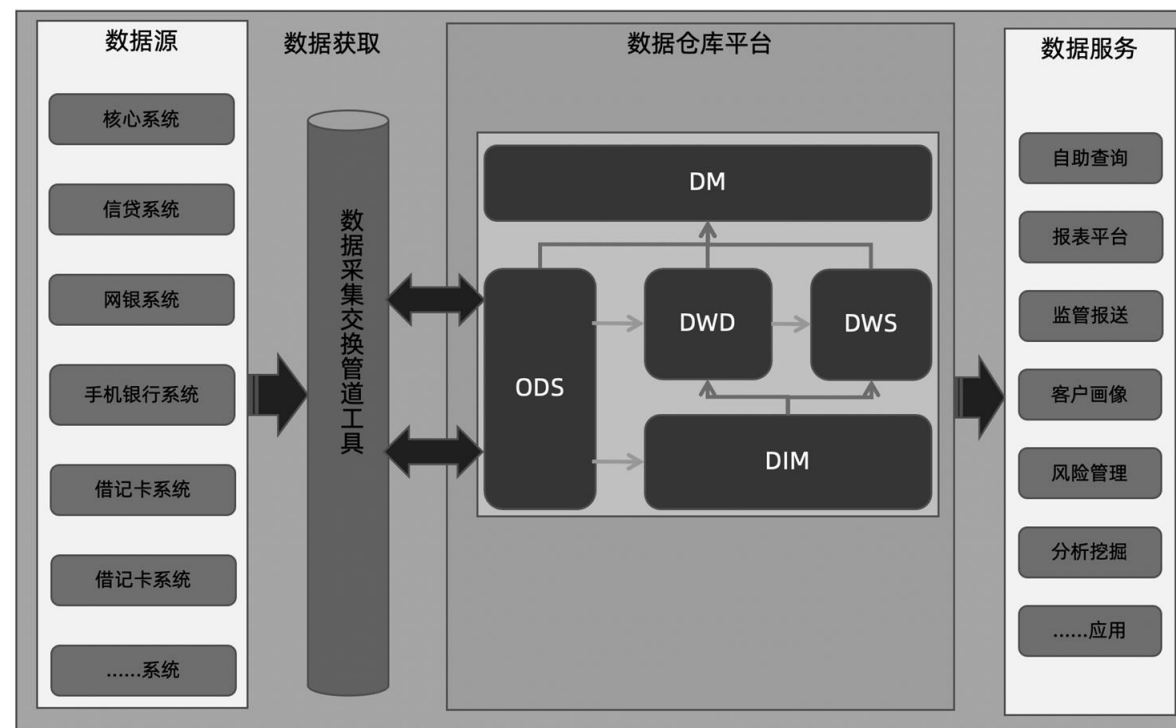 数据源
核心系统
信贷系统
网银系统
手机银行系统
借记卡系统
借记卡系统
……系统
数据获取
数据采集交换管道工具
数据仓库平台
DM
ODS
DWD
DWS
DIM
数据服务
自助查询
报表平台
监管报送
客户画像
风险管理
分析挖掘
……应用